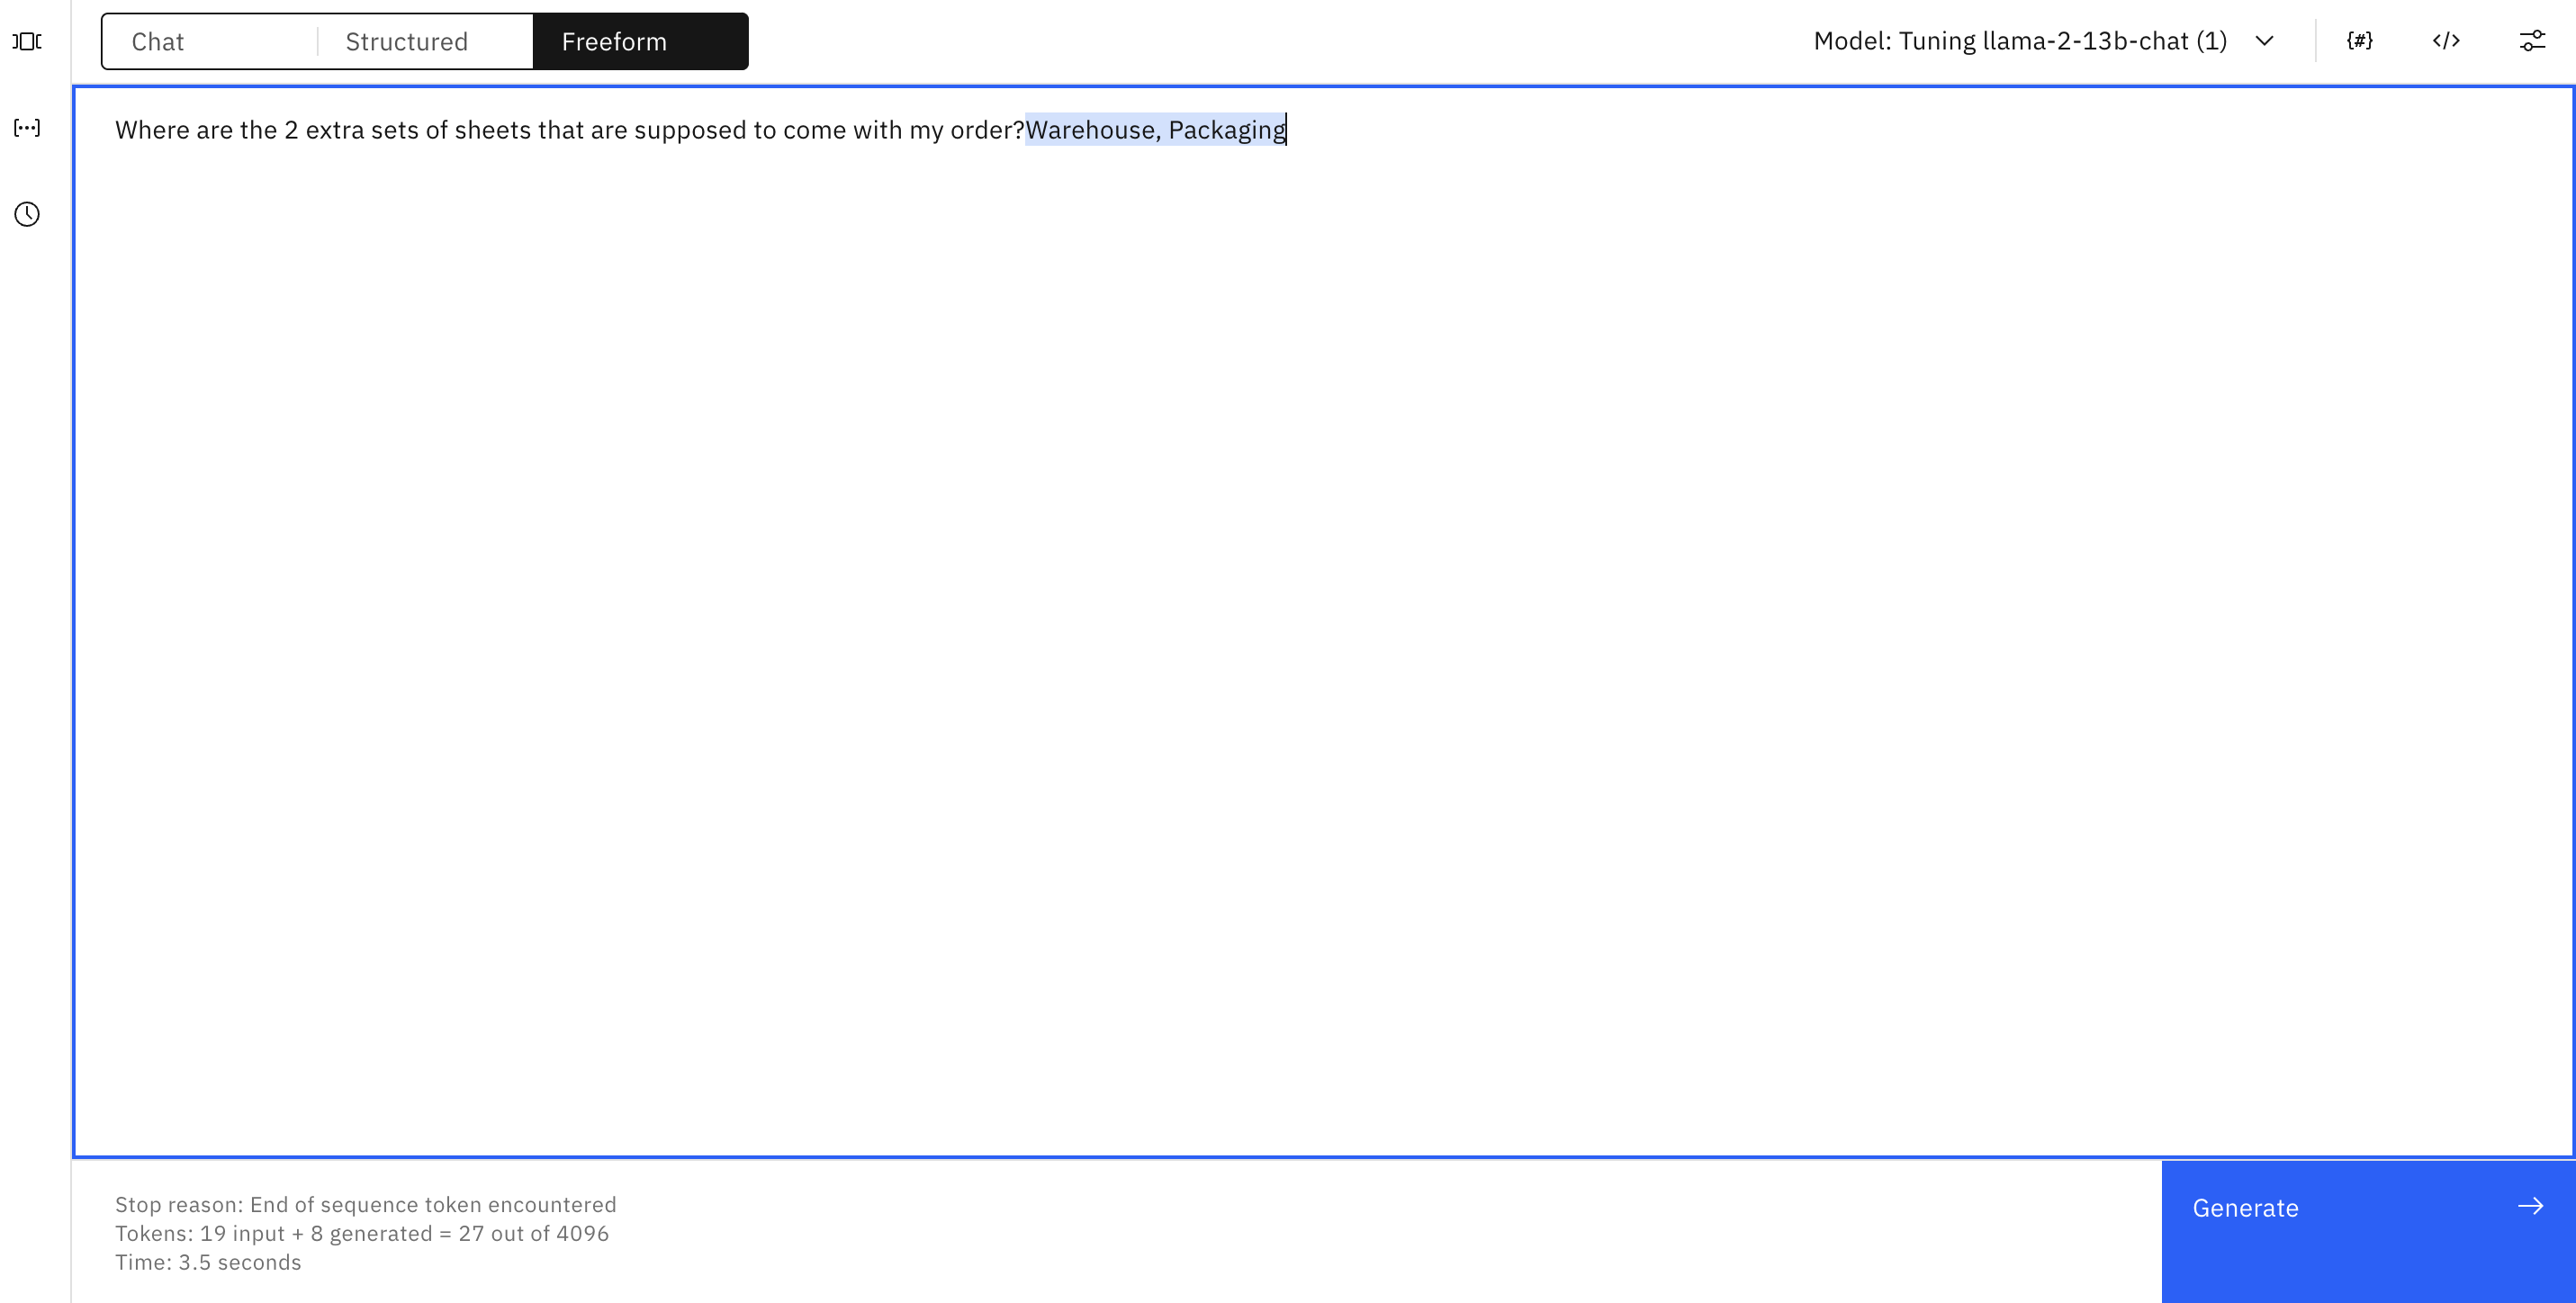 Chat Structured Freeform Model: Tuning llama-2-13b-chat (1) {#} </>
Where are the 2 extra sets of sheets that are supposed to come with my order?Warehouse, Packaging
Stop reason: End of sequence token encountered
Tokens: 19 input + 8 generated = 27 out of 4096
Time: 3.5 seconds
Generate